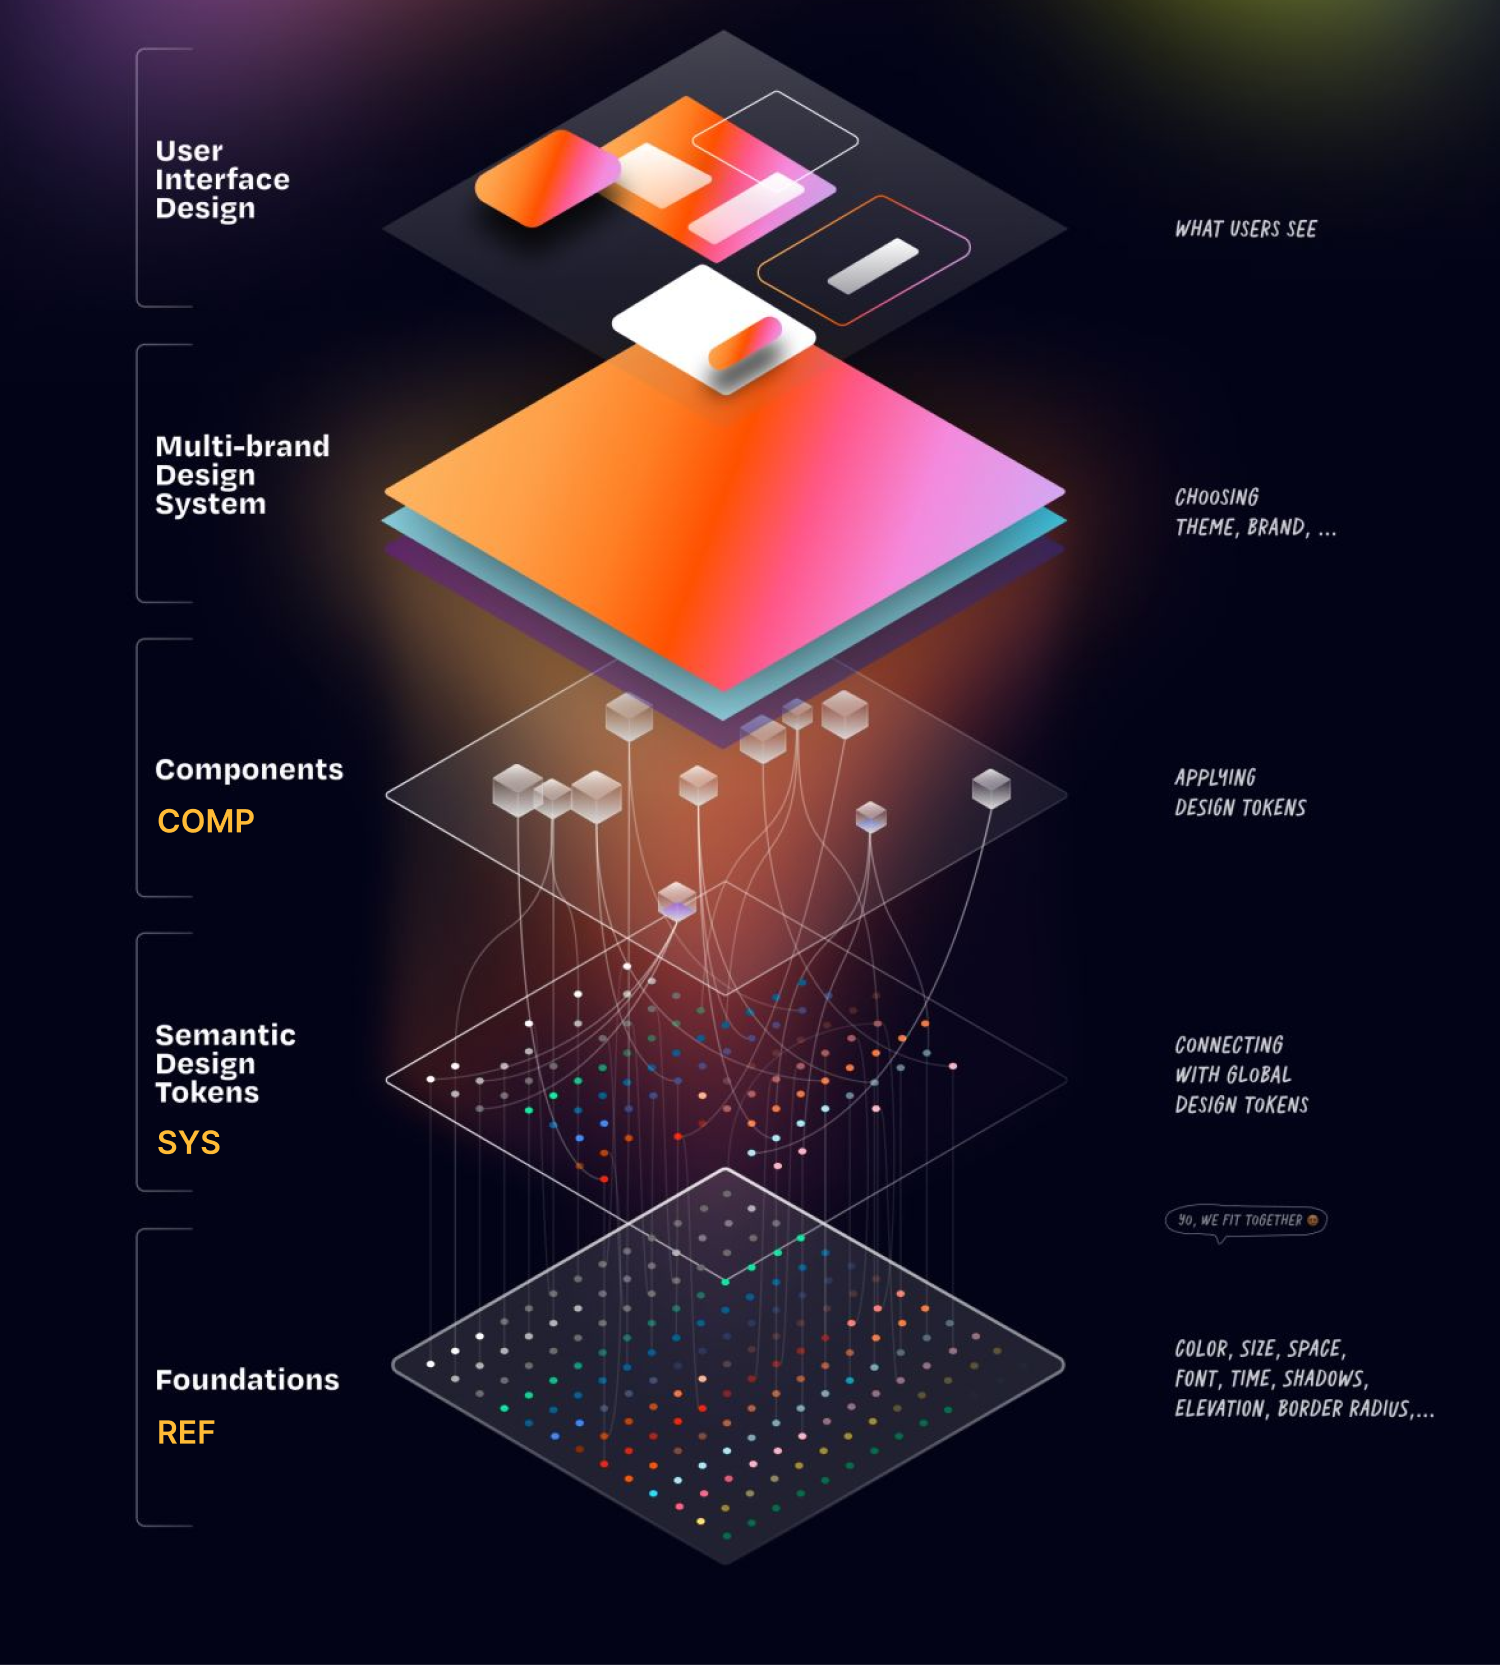 User
Interface
Design
WHAT USERS SEE
Multi-brand
Design
System
CHOOSING
THEME, BRAND, ...
Components
COMP
APPLYING
DESIGN TOKENS
Semantic
Design
Tokens
SYS
CONNECTING
WITH GLOBAL
DESIGN TOKENS
YO, WE FIT TOGETHER
Foundations
REF
COLOR, SIZE, SPACE,
FONT, TIME, SHADOWS,
ELEVATION, BORDER RADIUS,...